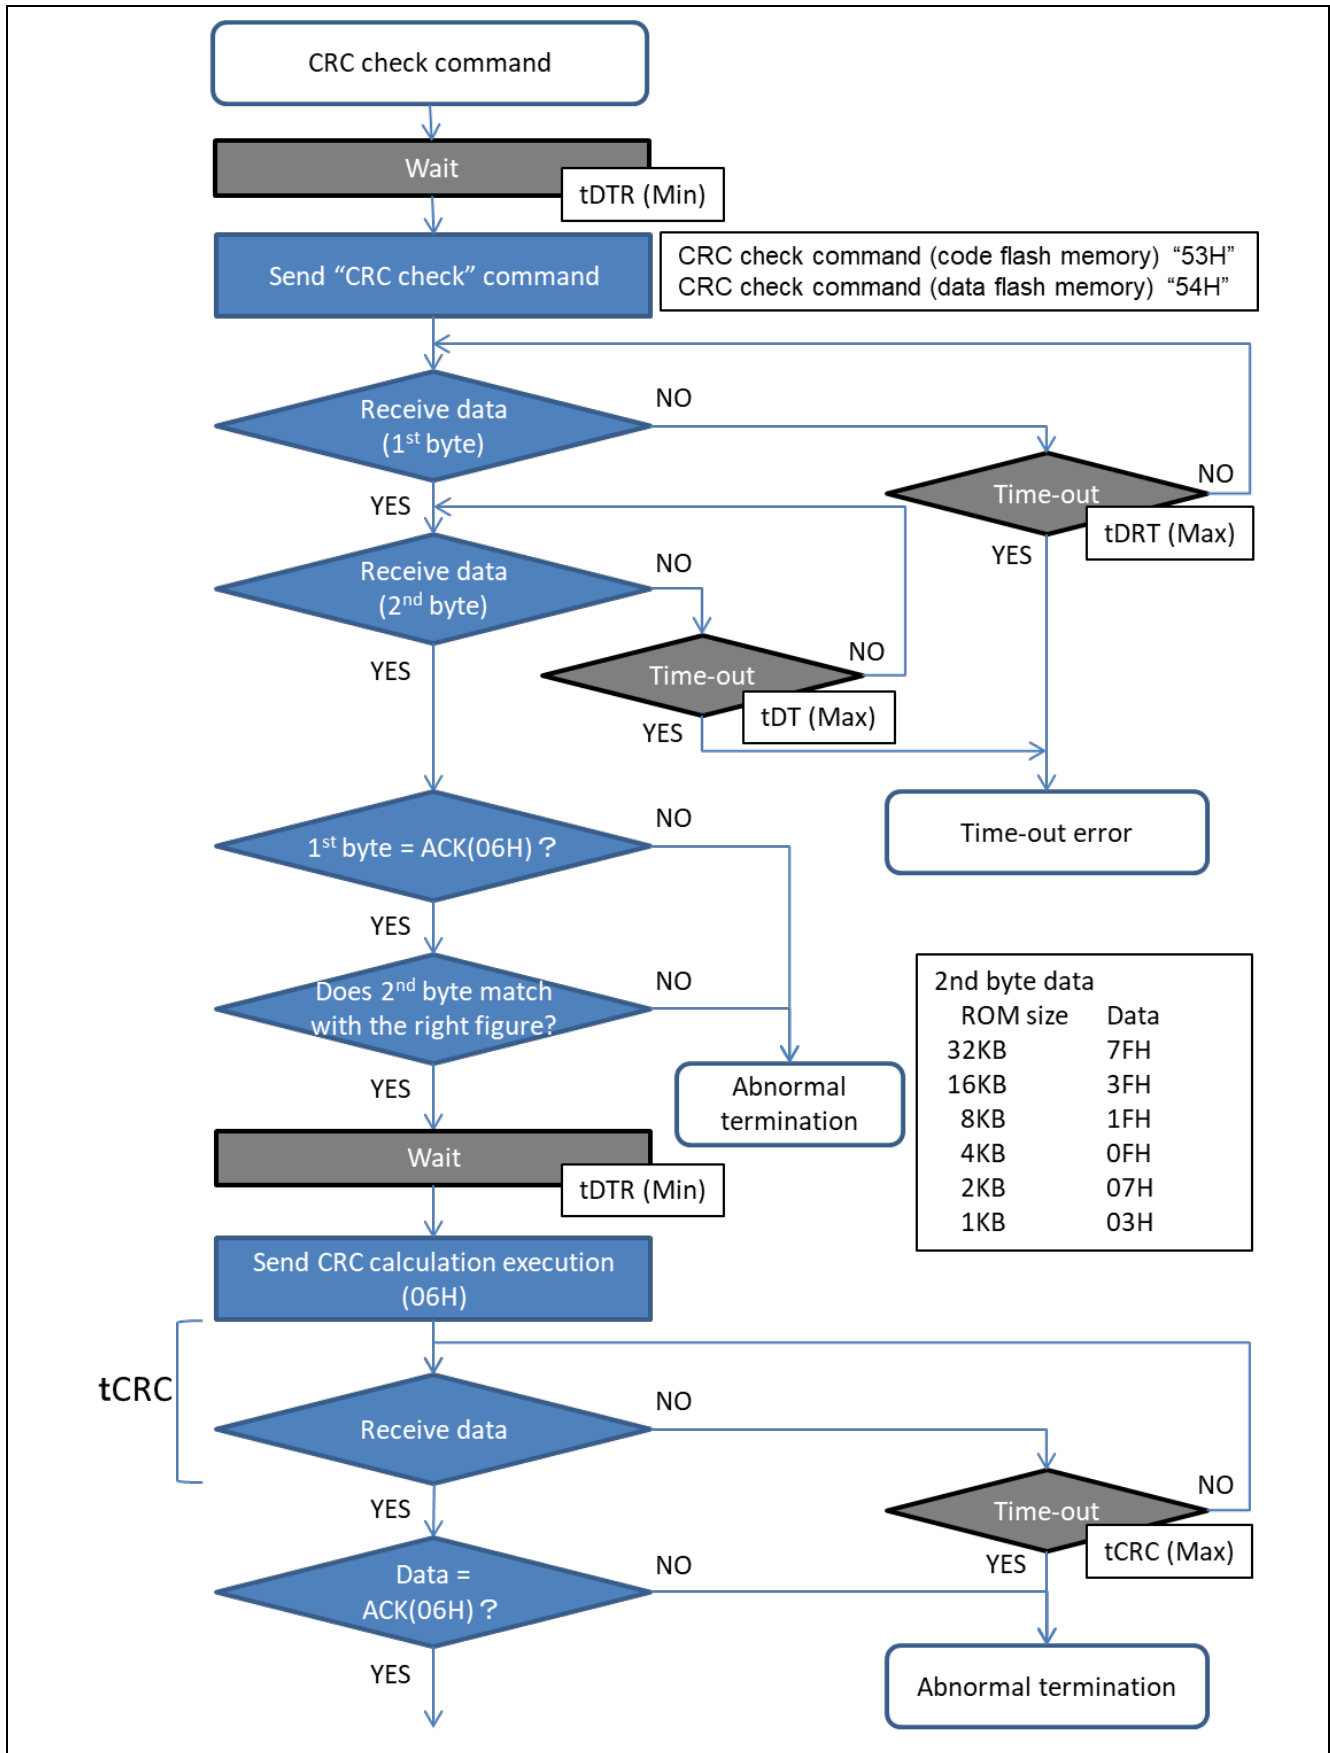 CRC check command
Wait
tDTR (Min)
Send “CRC check” command
CRC check command (code flash memory) “53H”
CRC check command (data flash memory) “54H”
Receive data
(1st byte)
NO
YES
Time-out
NO
tDRT (Max)
YES
Receive data
(2nd byte)
NO
YES
Time-out
NO
tDT (Max)
YES
1st byte = ACK(06H)？
NO
YES
Time-out error
Does 2nd byte match
with the right figure?
NO
YES
Abnormal
termination
2nd byte data
ROM size Data
32KB 7FH
16KB 3FH
8KB 1FH
4KB 0FH
2KB 07H
1KB 03H
Wait
tDTR (Min)
Send CRC calculation execution
(06H)
tCRC
Receive data
NO
YES
Time-out
NO
tCRC (Max)
YES
Data =
ACK(06H)？
NO
YES
Abnormal termination